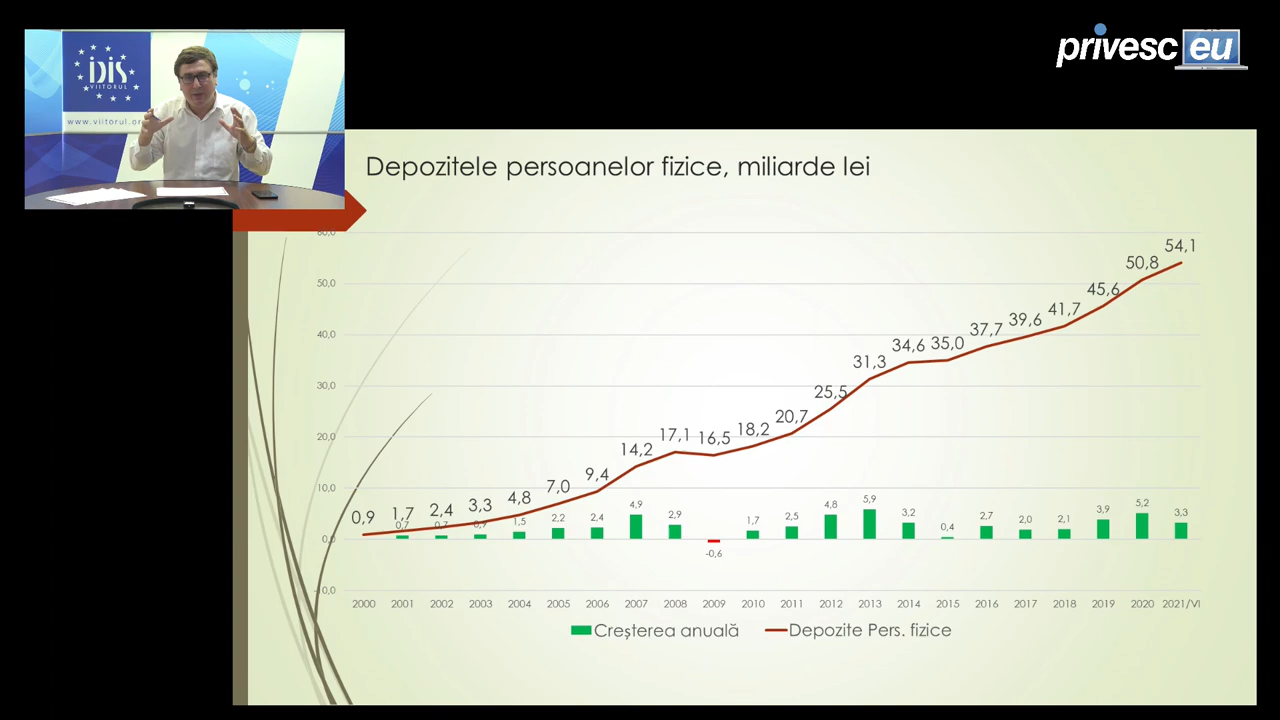 privesc eu
IDIS
VIITORUL
www.viitorul.or
Depozitele persoanelor fizice, miliarde lei
60,0
50,0
40,0
30,0
20,0
10,0
0,0
-10,0
0,9 1,7 2,4 3,3 4,8 7,0 9,4 14,2 17,1 16,5 18,2 20,7 25,5 31,3 34,6 35,0 37,7 39,6 41,7 45,6 50,8 54,1
0,7 0,7 0,9 1,5 2,2 2,4 4,9 2,9 -0,6 1,7 2,5 4,8 5,9 3,2 0,4 2,7 2,0 2,1 3,9 5,2 3,3
2000 2001 2002 2003 2004 2005 2006 2007 2008 2009 2010 2011 2012 2013 2014 2015 2016 2017 2018 2019 2020 2021/VI
Creșterea anuală Depozite Pers. fizice